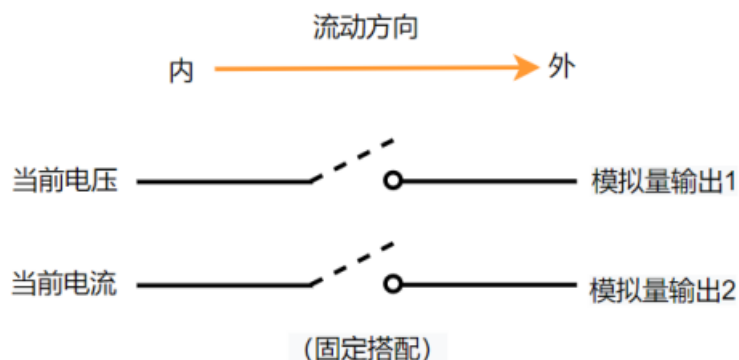 流动方向
内
外
当前电压
模拟量输出1
当前电流
模拟量输出2
（固定搭配）